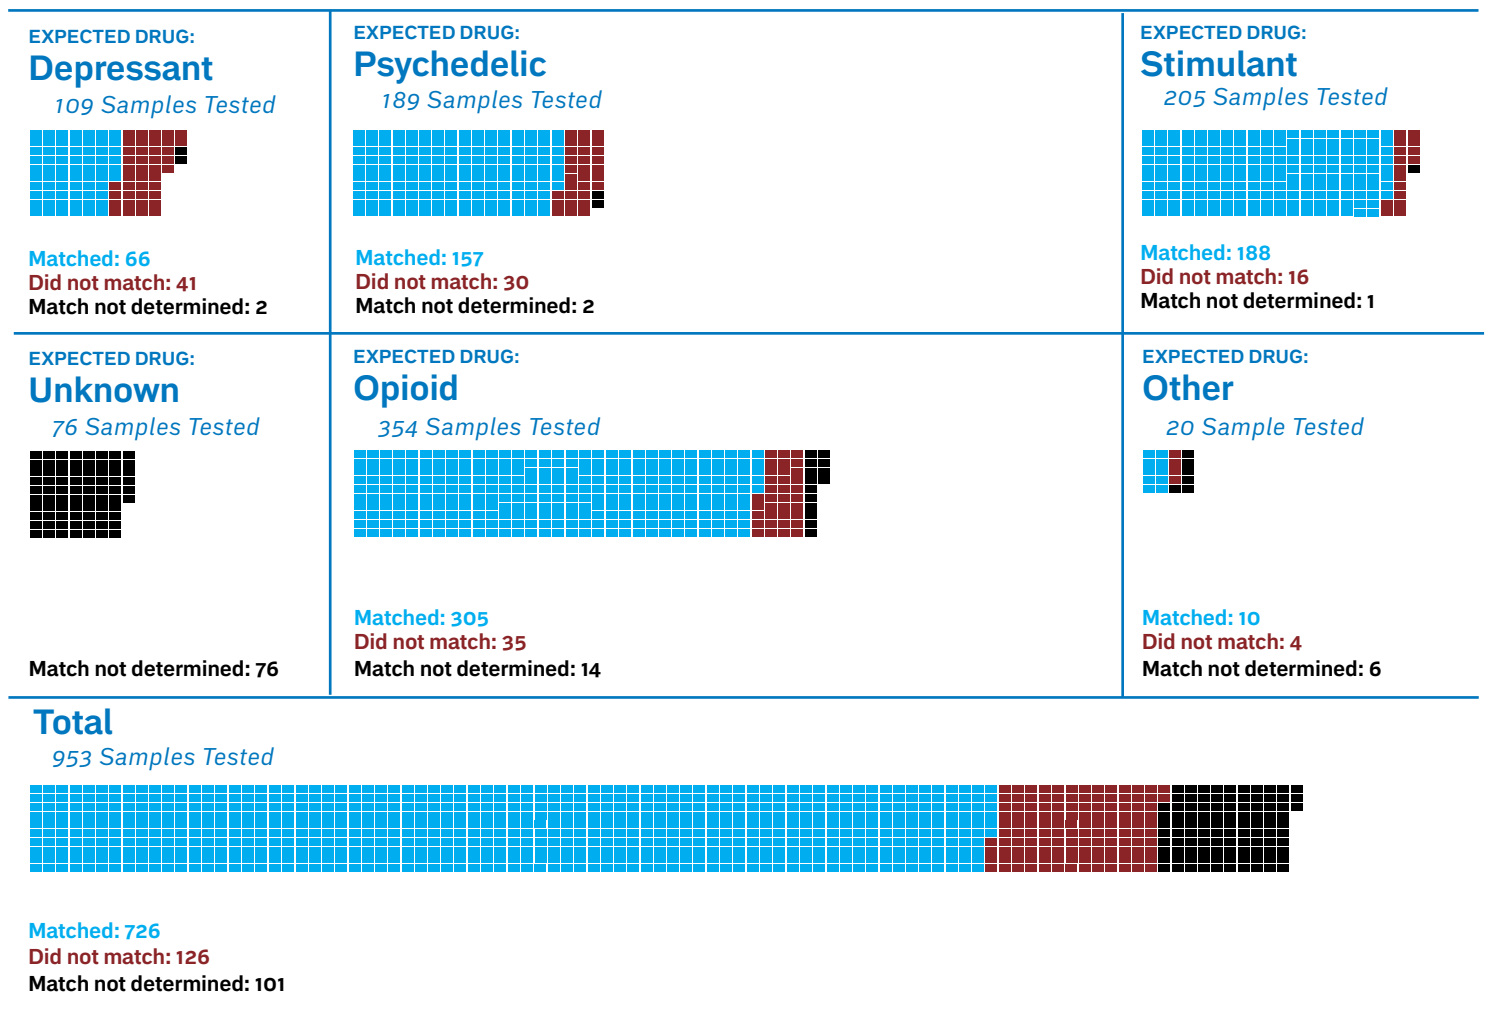 EXPECTED DRUG:
Depressant
109 Samples Tested
Matched: 66
Did not match: 41
Match not determined: 2
EXPECTED DRUG:
Psychedelic
189 Samples Tested
Matched: 157
Did not match: 30
Match not determined: 2
EXPECTED DRUG:
Stimulant
205 Samples Tested
Matched: 188
Did not match: 16
Match not determined: 1
EXPECTED DRUG:
Unknown
76 Samples Tested
Match not determined: 76
EXPECTED DRUG:
Opioid
354 Samples Tested
Matched: 305
Did not match: 35
Match not determined: 14
EXPECTED DRUG:
Other
20 Sample Tested
Matched: 10
Did not match: 4
Match not determined: 6
Total
953 Samples Tested
Matched: 726
Did not match: 126
Match not determined: 101